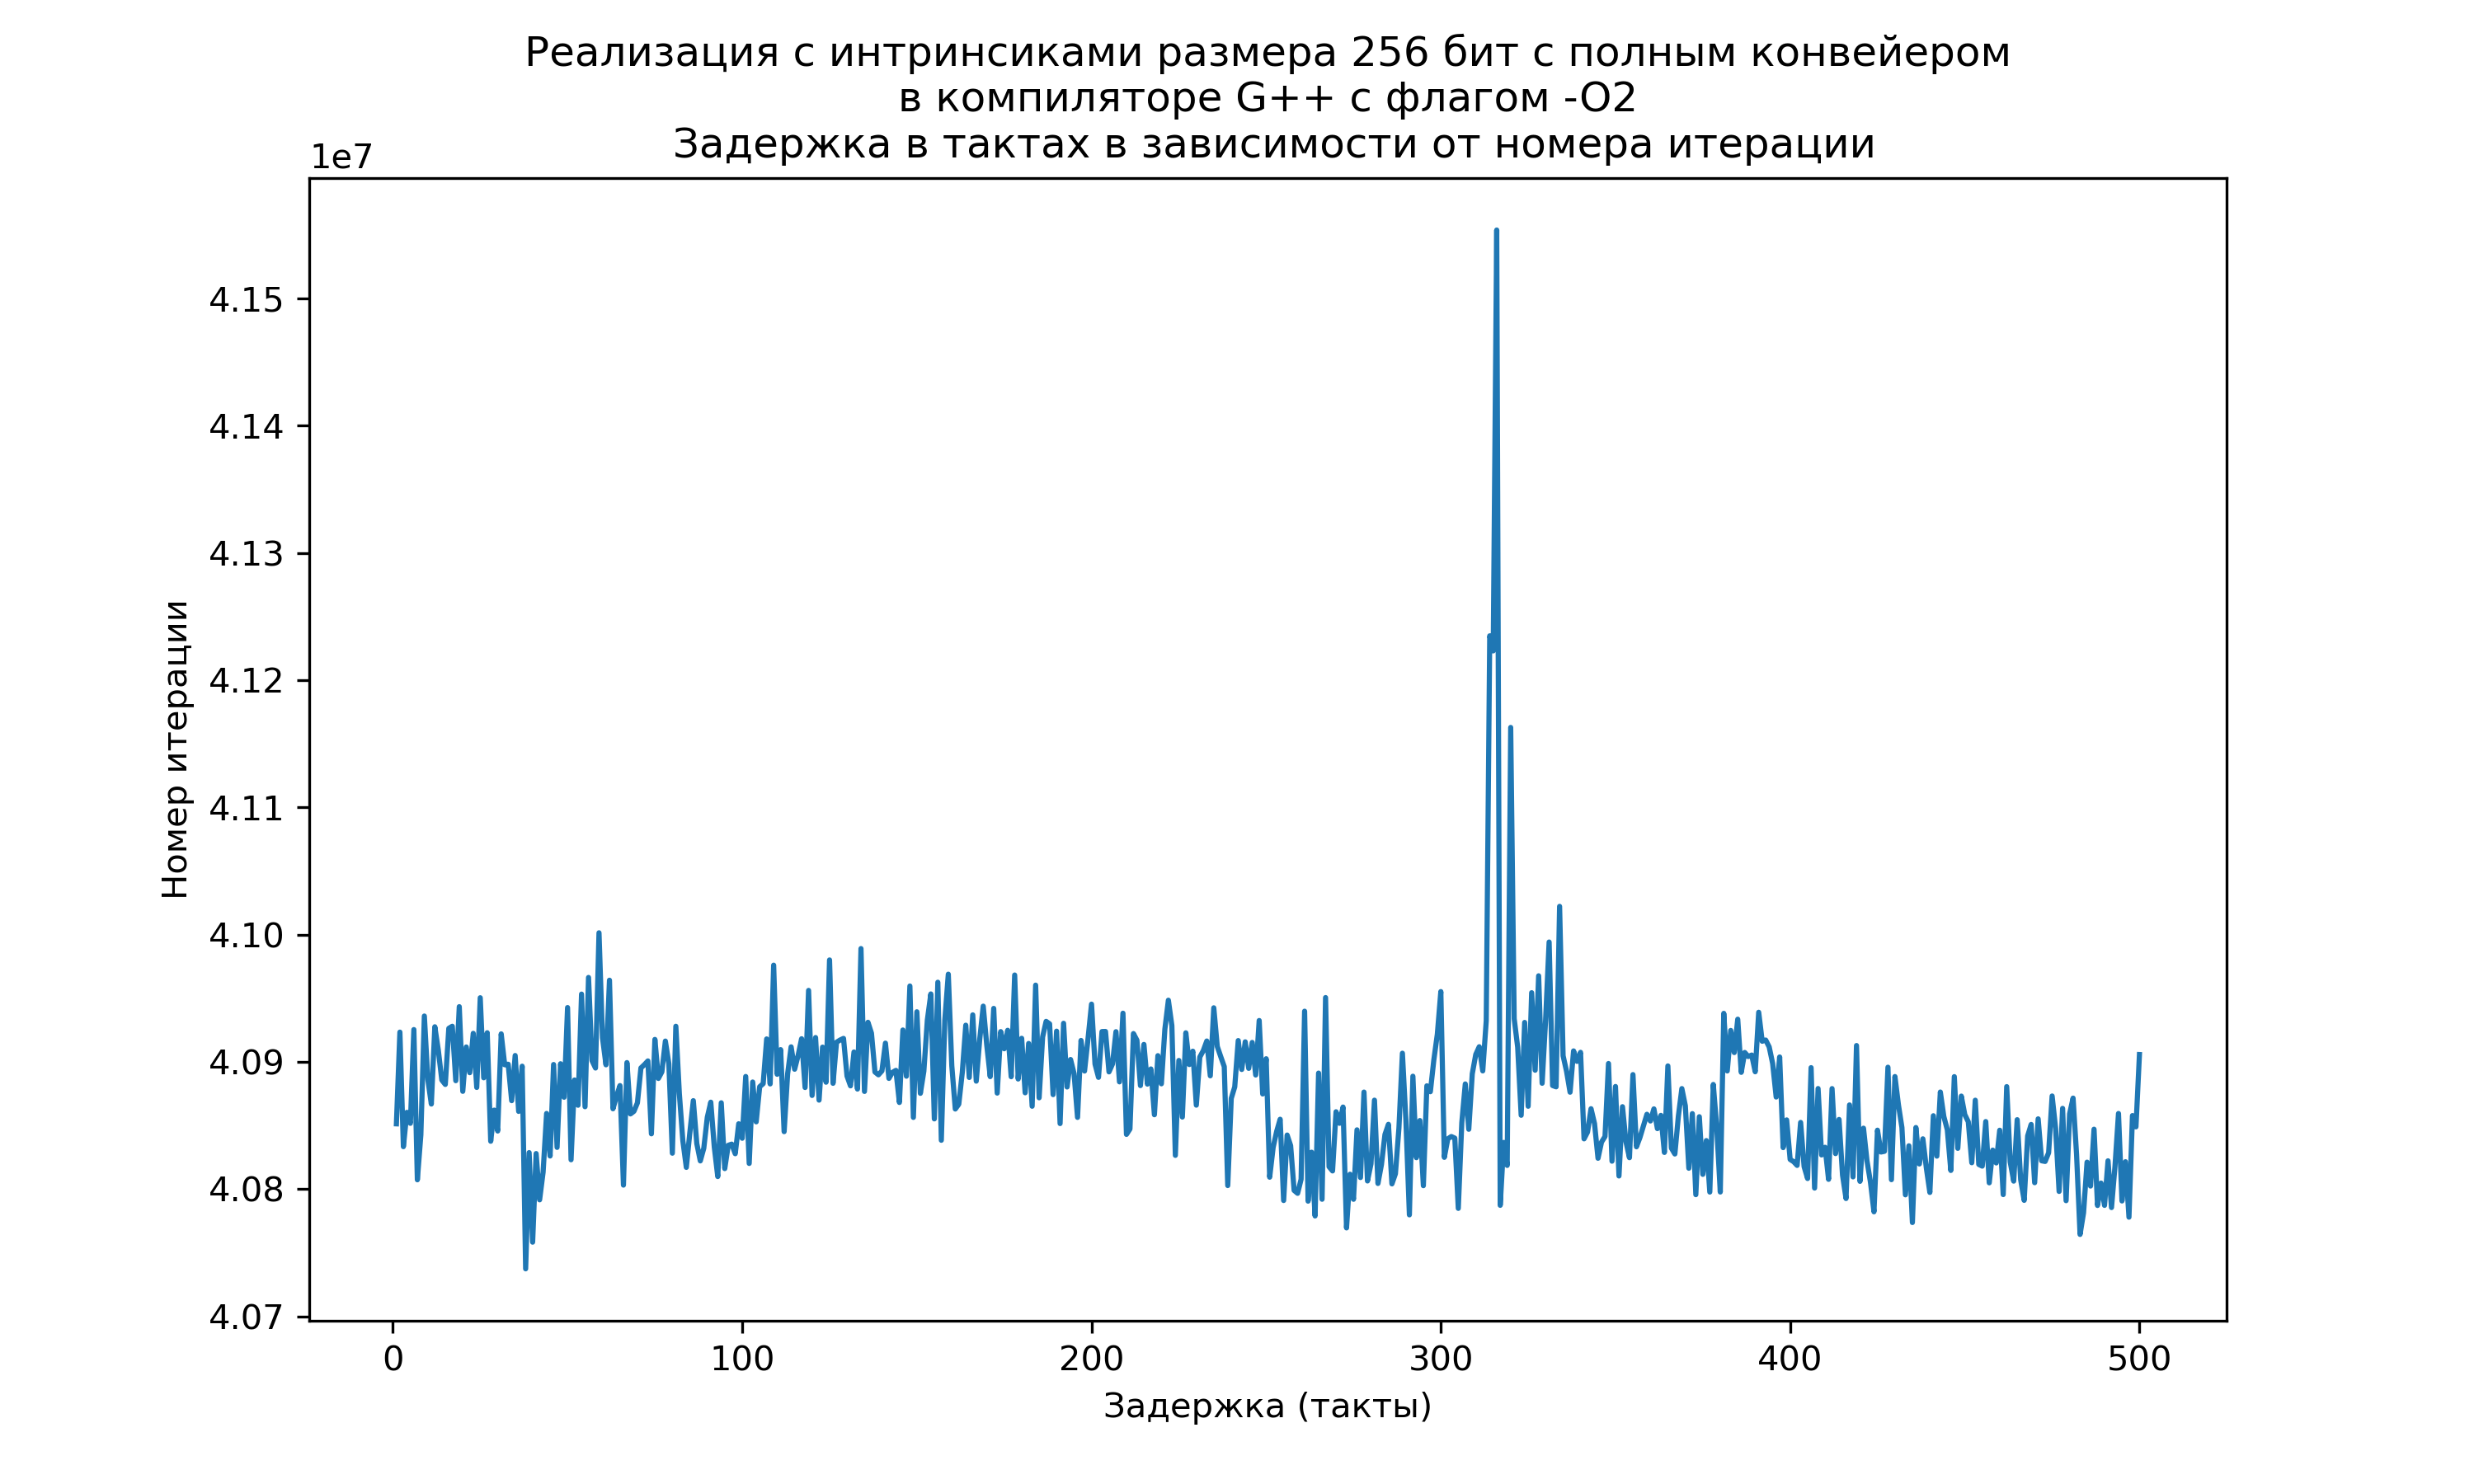 Реализация с интринсиками размера 256 бит с полным конвейером
в компиляторе G++ с флагом -O2
Задержка в тактах в зависимости от номера итерации
1e7
4.15
4.14
4.13
4.12
4.11
4.10
4.09
4.08
4.07
Номер итерации
0 100 200 300 400 500
Задержка (такты)